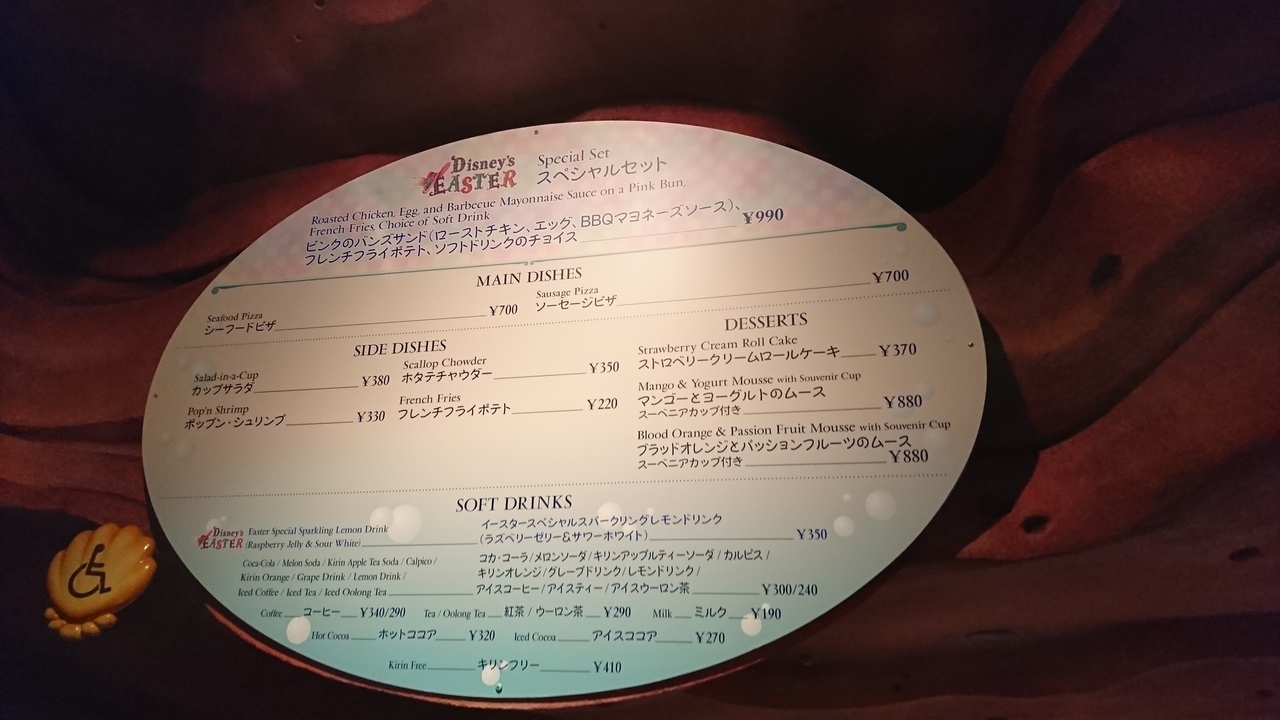 Disney's EASTER
Special Set
スペシャルセット
Roasted Chicken, Egg, and Barbecue Mayonnaise Sauce on a Pink Bun,
French Fries, Choice of Soft Drink
ピンクのバンズサンド(ローストチキン、エッグ、BBQマヨネーズソース)、
フレンチフライポテト、ソフトドリンクのチョイス ¥990
MAIN DISHES
Seafood Pizza
シーフードピザ ¥700
Sausage Pizza
ソーセージピザ ¥700
SIDE DISHES
Salad-in-a-Cup
カップサラダ ¥380
Scallop Chowder
ホタテチャウダー ¥350
Pop'n Shrimp
ポップン・シュリンプ ¥330
French Fries
フレンチフライポテト ¥220
DESSERTS
Strawberry Cream Roll Cake
ストロベリークリームロールケーキ ¥370
Mango & Yogurt Mousse with Souvenir Cup
マンゴーとヨーグルトのムース
スーベニアカップ付き ¥880
Blood Orange & Passion Fruit Mousse with Souvenir Cup
ブラッドオレンジとパッションフルーツのムース
スーベニアカップ付き ¥880
SOFT DRINKS
Disney's EASTER
Easter Special Sparkling Lemon Drink
(Raspberry Jelly & Sour White)
イースタースペシャルスパークリングレモンドリンク
(ラズベリーゼリー&サワーホワイト) ¥350
Coca-Cola / Melon Soda / Kirin Apple Tea Soda / Calpico /
Kirin Orange / Grape Drink / Lemon Drink /
Iced Coffee / Iced Tea / Iced Oolong Tea
コカ・コーラ/メロンソーダ/キリンアップルティーソーダ/カルピス/
キリンオレンジ/グレープドリンク/レモンドリンク/
アイスコーヒー/アイスティー/アイスウーロン茶 ¥300/240
Coffee コーヒー ¥340/290 Tea / Oolong Tea 紅茶 / ウーロン茶 ¥290 Milk ミルク ¥190
Hot Cocoa ホットココア ¥320 Iced Cocoa アイスココア ¥270
Kirin Free キリンフリー ¥410